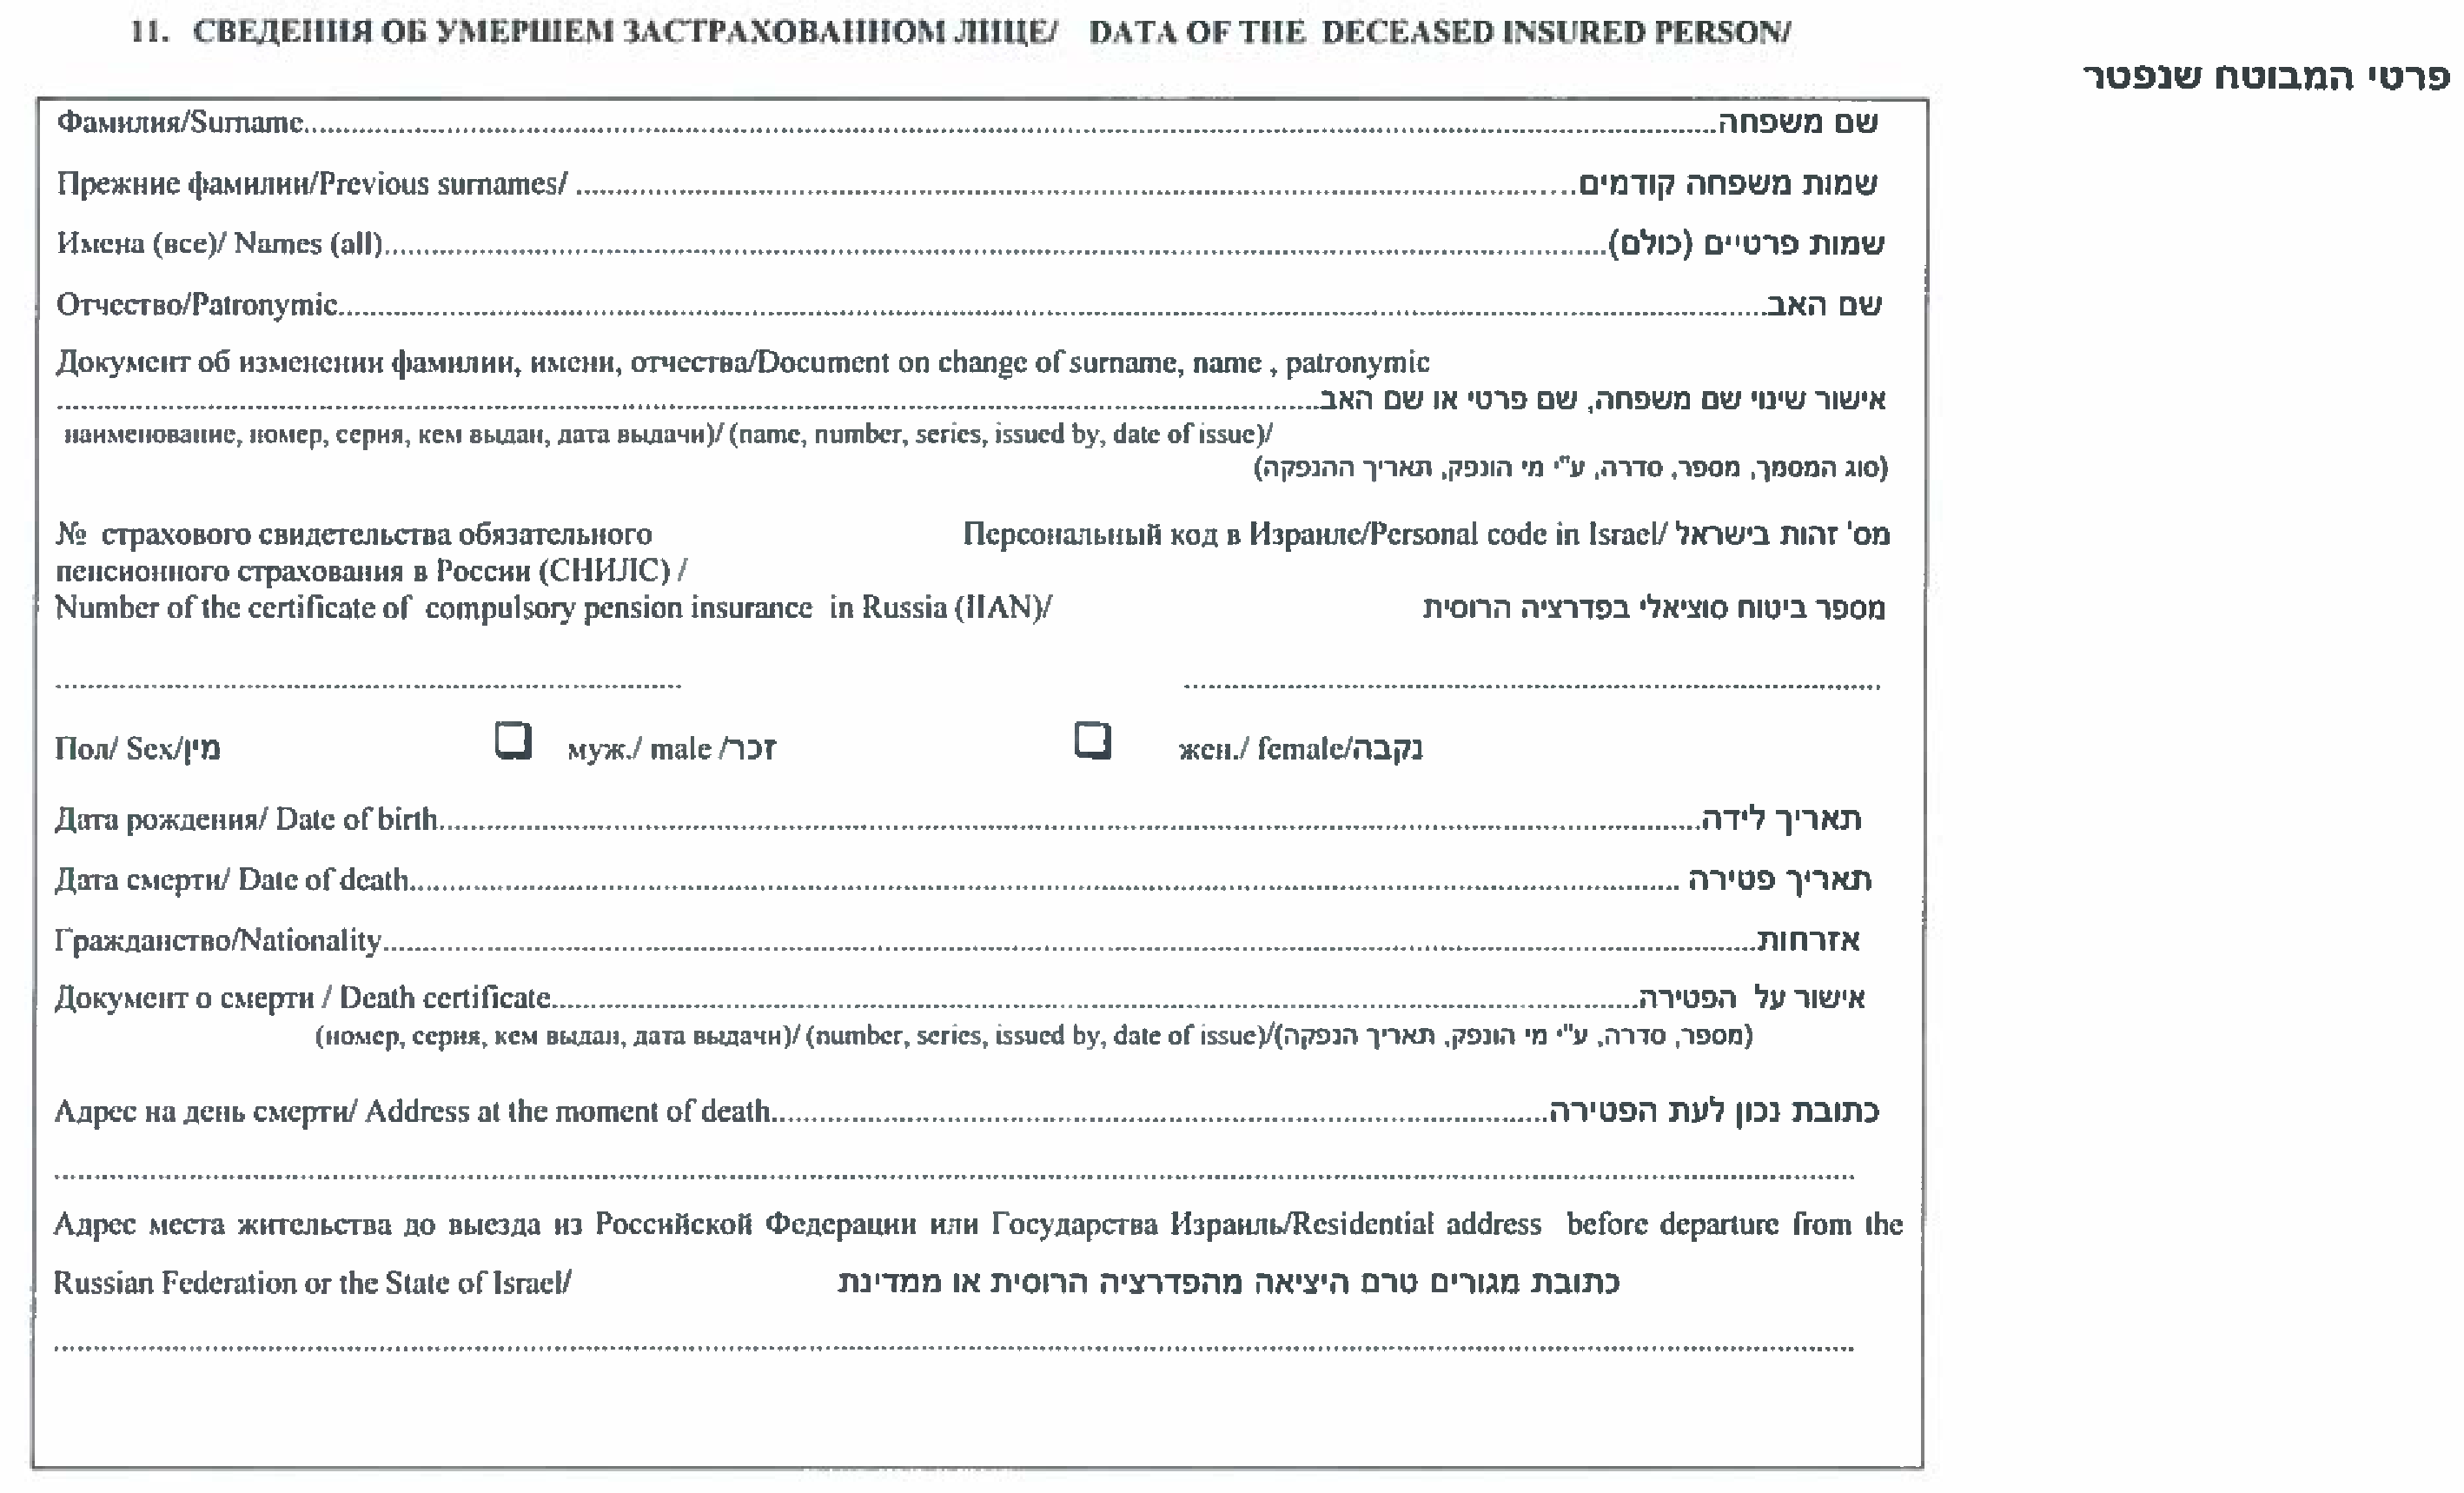 11. СВЕДЕНИЯ ОБ УМЕРШЕМ ЗАСТРАХОВАННОМ ЛИЦЕ/ DATA OF THE DECEASED INSURED PERSON/
פרטי המבוטח שנפטר
Фамилия/Surname........שם משפחה
Прежние фамилии/Previous surnames/ ........שמות משפחה קודמים
Имена (все)/ Names (all)........שמות פרטיים (כולם)
Отчество/Patronymic........שם האב
Документ об изменении фамилии, имени, отчества/Document on change of surname, name , patronymic
........אישור שינוי שם משפחה, שם פרטי או שם האב
наименование, номер, серия, кем выдан, дата выдачи)/ (name, number, series, issued by, date of issue)/
(סוג המסמך, מספר, סדרה, ע"י מי הונפק, תאריך ההנפקה)
№ страхового свидетельства обязательного Персональный код в Израиле/Personal code in Israel/ מס' זהות בישראל
пенсионного страхования в России (СНИЛС) /
Number of the certificate of compulsory pension insurance in Russia (IIAN)/ מספר ביטוח סוציאלי בפדרציה הרוסית
........ ........
Пол/ Sex/מין ☐ муж./ male /זכר ☐ жен./ female/נקבה
Дата рождения/ Date of birth........תאריך לידה
Дата смерти/ Date of death........ תאריך פטירה
Гражданство/Nationality........אזרחות
Документ о смерти / Death certificate........אישור על הפטירה
(номер, серия, кем выдан, дата выдачи)/ (number, series, issued by, date of issue)/(מספר, סדרה, ע"י מי הונפק, תאריך הנפקה)
Адрес на день смерти/ Address at the moment of death........כתובת נכון לעת הפטירה
........
Адрес места жительства до выезда из Российской Федерации или Государства Израиль/Residential address before departure from the
Russian Federation or the State of Israel/ כתובת מגורים טרם היציאה מהפדרציה הרוסית או ממדינת
........